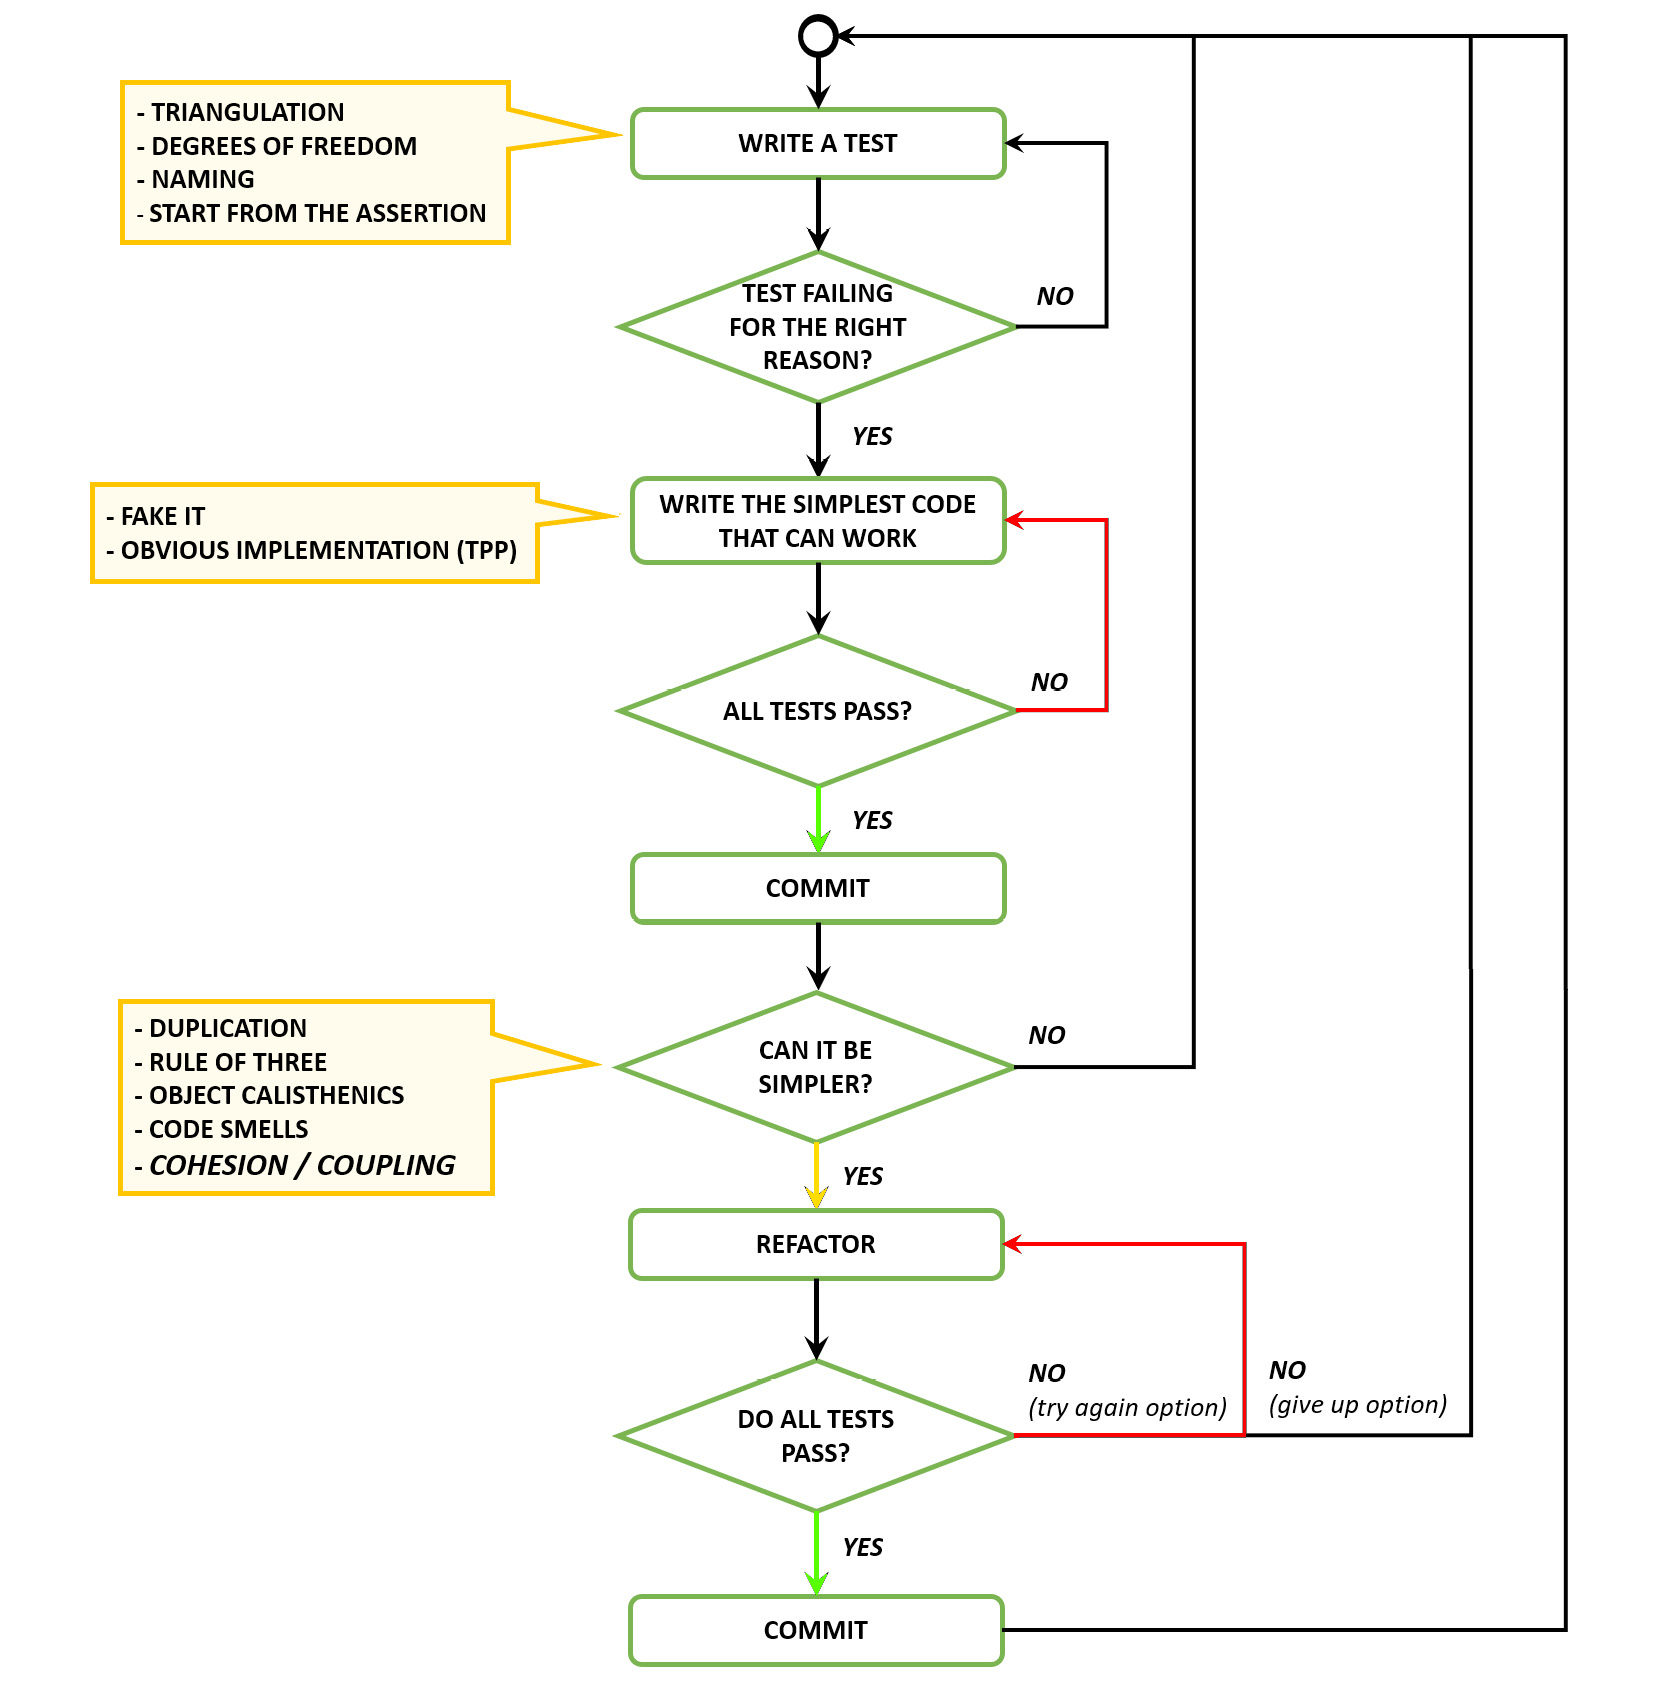 - TRIANGULATION
- DEGREES OF FREEDOM
- NAMING
- START FROM THE ASSERTION
WRITE A TEST
TEST FAILING
FOR THE RIGHT
REASON?
NO
YES
- FAKE IT
- OBVIOUS IMPLEMENTATION (TPP)
WRITE THE SIMPLEST CODE
THAT CAN WORK
ALL TESTS PASS?
NO
YES
COMMIT
- DUPLICATION
- RULE OF THREE
- OBJECT CALISTHENICS
- CODE SMELLS
- COHESION / COUPLING
CAN IT BE
SIMPLER?
NO
YES
REFACTOR
DO ALL TESTS
PASS?
NO
(try again option)
NO
(give up option)
YES
COMMIT